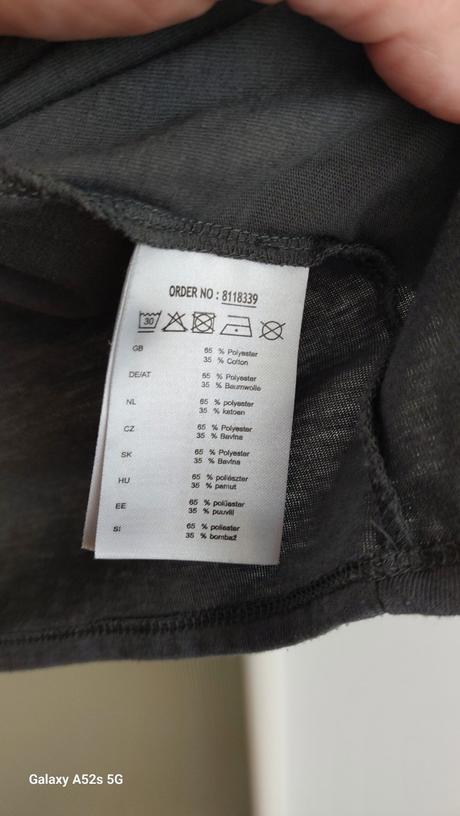 ORDER NO : 8118339
30
GB 65 % Polyester
35 % Cotton
DE/AT 65 % Polyester
35 % Baumwolle
NL 65 % polyester
35 % katoen
CZ 65 % Polyester
35 % Bavlna
SK 65 % Polyester
35 % Bavlna
HU 65 % poliészter
35 % pamut
EE 65 % polüester
35 % puuvill
SI 65 % poliester
35 % bombaž
Galaxy A52s 5G